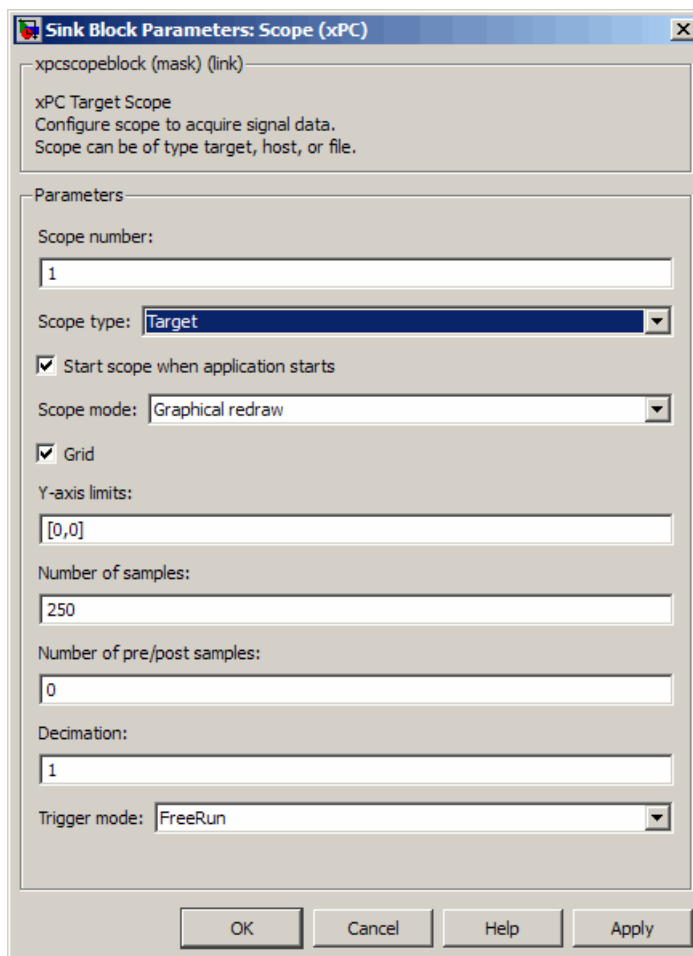 Sink Block Parameters: Scope (xPC)
xpcscopeblock (mask) (link)
xPC Target Scope
Configure scope to acquire signal data.
Scope can be of type target, host, or file.
Parameters
Scope number:
1
Scope type: Target
Start scope when application starts
Scope mode: Graphical redraw
Grid
Y-axis limits:
[0,0]
Number of samples:
250
Number of pre/post samples:
0
Decimation:
1
Trigger mode: FreeRun
OK Cancel Help Apply